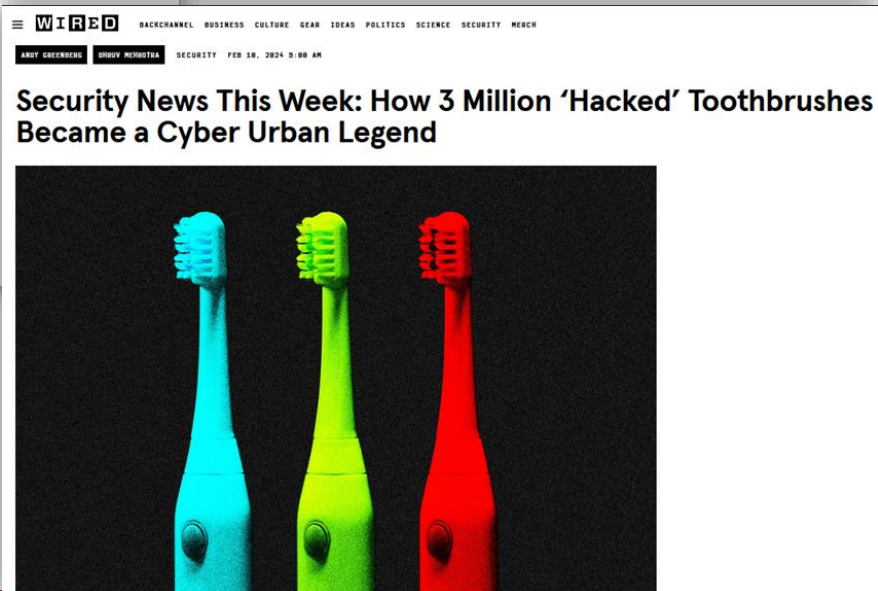 WIRED
BACKCHANNEL BUSINESS CULTURE GEAR IDEAS POLITICS SCIENCE SECURITY MERCH
ANDY GREENBERG DHRUV MEHROTRA SECURITY FEB 10, 2024 9:00 AM
Security News This Week: How 3 Million ‘Hacked’ Toothbrushes
Became a Cyber Urban Legend